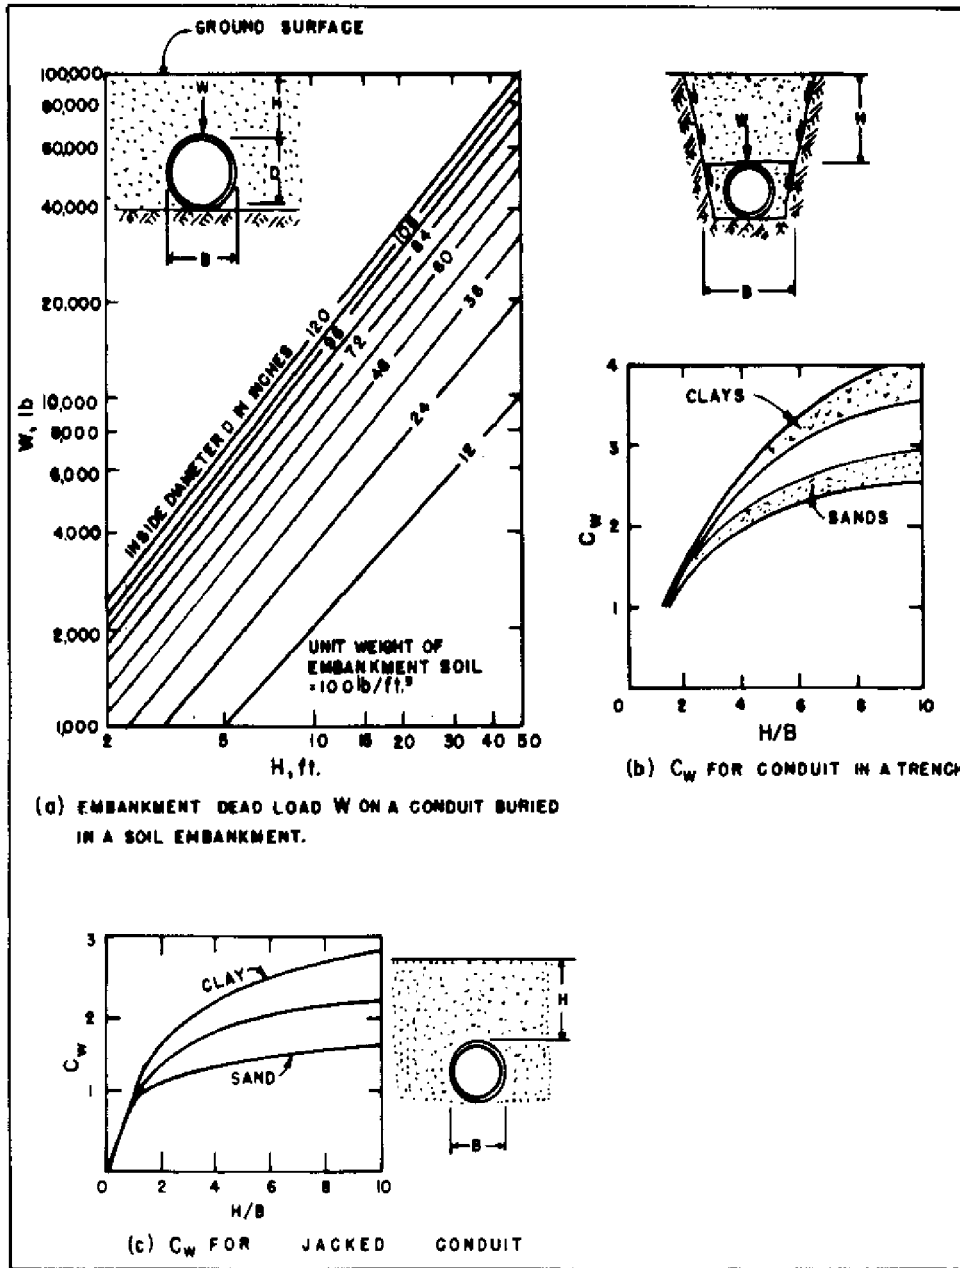 GROUND SURFACE
100,000
80,000
60,000
40,000
20,000
10,000
8,000
6,000
4,000
2,000
1,000
W, lb
W
H
D
B
INSIDE DIAMETER D IN INCHES
120
108
96
84
72
60
48
36
24
12
UNIT WEIGHT OF
EMBANKMENT SOIL
=100 lb/ft.³
2
5
10
15
20
30
40
50
H, ft.
(a) EMBANKMENT DEAD LOAD W ON A CONDUIT BURIED
IN A SOIL EMBANKMENT.
W
H
B
4
3
2
1
Cw
CLAYS
SANDS
0
2
4
6
8
10
H/B
(b) Cw FOR CONDUIT IN A TRENCH
3
2
1
Cw
CLAY
SAND
0
2
4
6
8
10
H/B
H
B
(c) Cw FOR JACKED CONDUIT